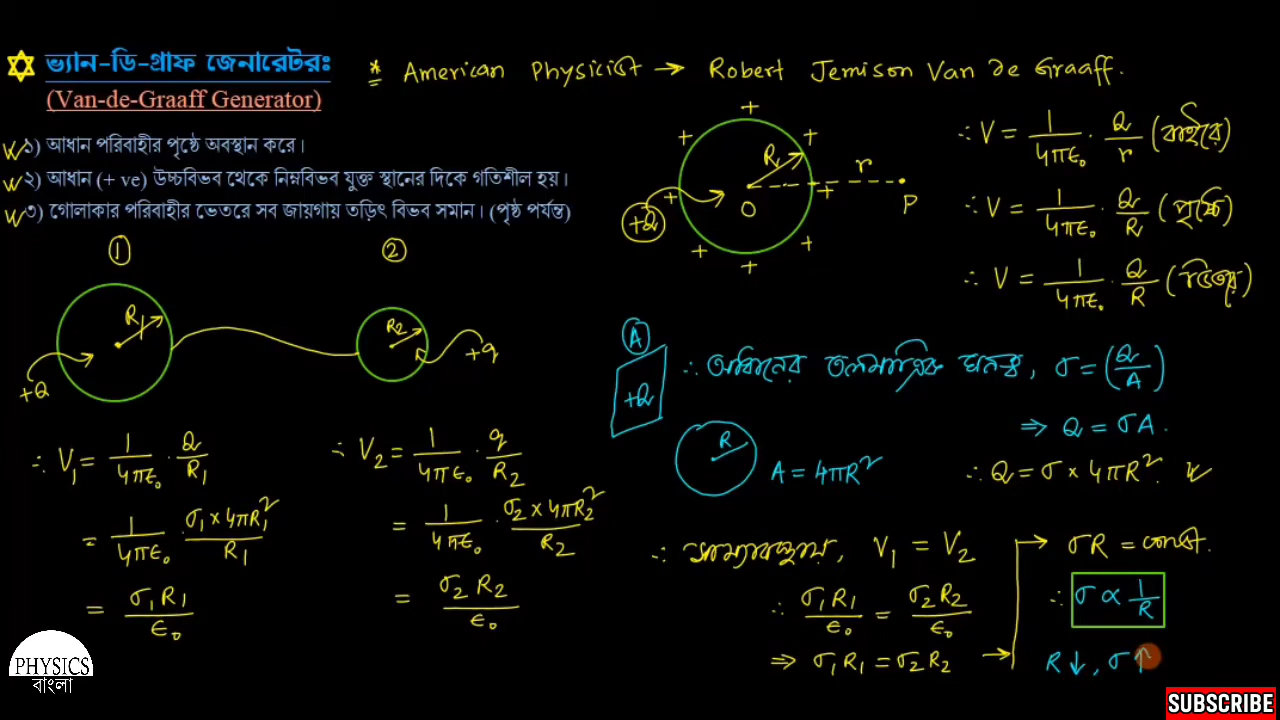 ভ্যান-ডি-গ্রাফ জেনারেটরঃ
(Van-de-Graaff Generator)
* American Physicist → Robert Jemison Van de Graaff.
১) আধান পরিবাহীর পৃষ্ঠে অবস্থান করে।
২) আধান (+ ve) উচ্চবিভব থেকে নিম্নবিভব যুক্ত স্থানের দিকে গতিশীল হয়।
৩) গোলাকার পরিবাহীর ভেতরে সব জায়গায় তড়িৎ বিভব সমান। (পৃষ্ঠ পর্যন্ত)
+ + + + + + + +
R r
+Q O P
∴ V = 1/4πε₀ · Q/r (বাইরে)
∴ V = 1/4πε₀ · Q/R (পৃষ্ঠে)
∴ V = 1/4πε₀ · Q/R (ভিতরে)
① ②
R₁ R₂
+Q +q
∴ V₁ = 1/4πε₀ · Q/R₁
= 1/4πε₀ · σ₁ × 4πR₁²/R₁
= σ₁R₁/ε₀
∴ V₂ = 1/4πε₀ · q/R₂
= 1/4πε₀ · σ₂ × 4πR₂²/R₂
= σ₂R₂/ε₀
A
+Q
∴ আধানের তলমাত্রিক ঘনত্ব, σ = (Q/A)
⇒ Q = σA.
R
A = 4πR²
∴ Q = σ × 4πR².
∴ সাম্যাবস্থায়, V₁ = V₂
∴ σ₁R₁/ε₀ = σ₂R₂/ε₀
⇒ σ₁R₁ = σ₂R₂ →
→ σR = const.
∴ σ ∝ 1/R
R↓, σ↑
PHYSICS
বাংলা
SUBSCRIBE